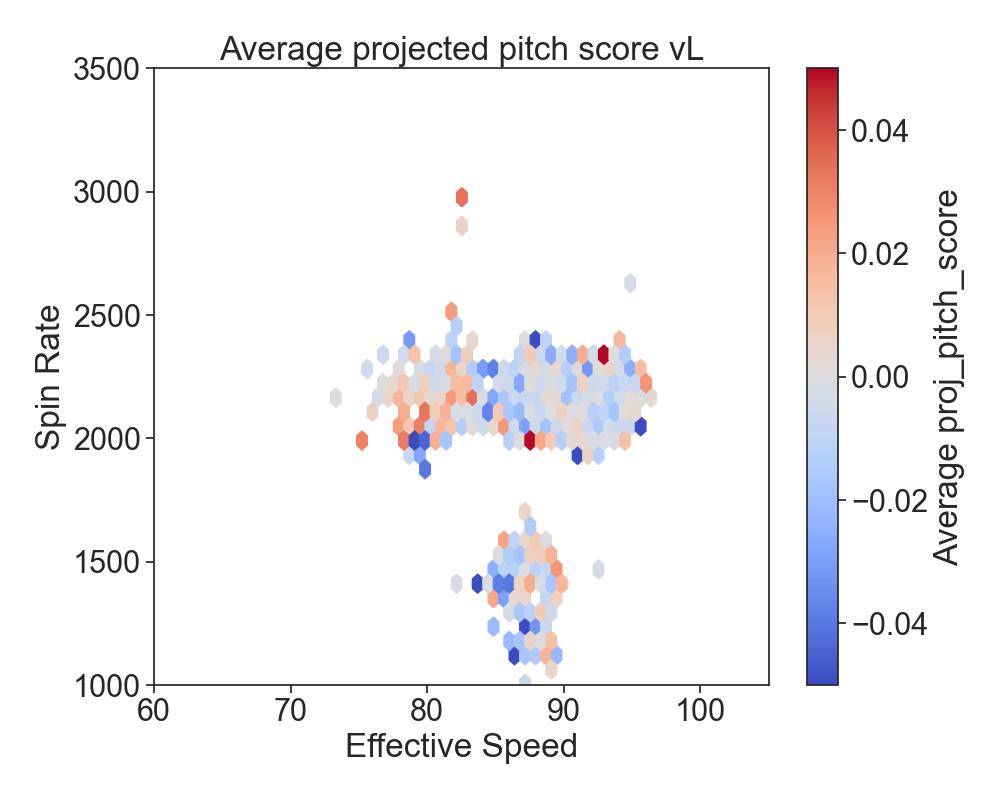 Average projected pitch score vL
3500
3000
2500
2000
1500
1000
Spin Rate
60 70 80 90 100
Effective Speed
0.04
0.02
0.00
−0.02
−0.04
Average proj_pitch_score